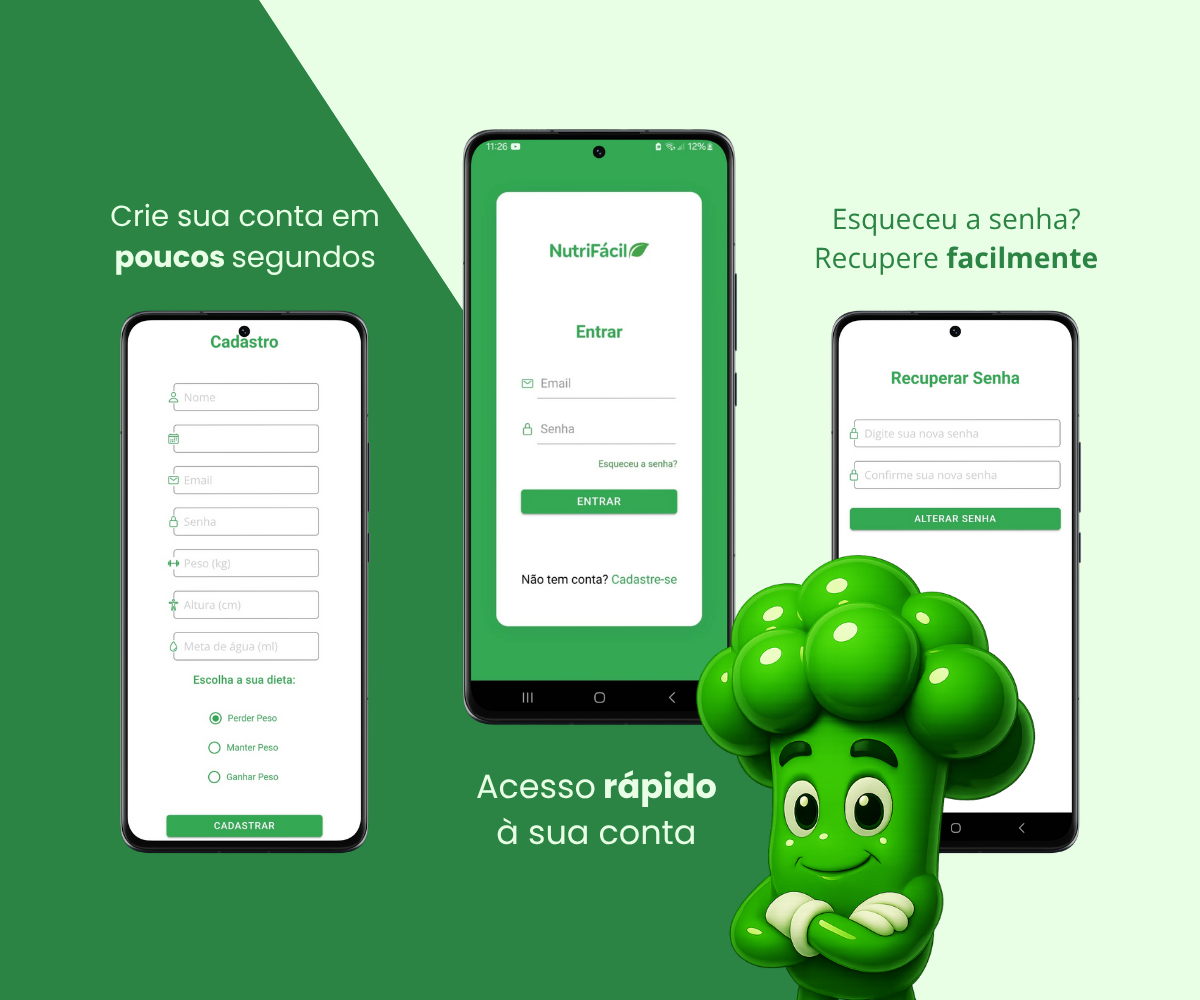 Crie sua conta em
poucos segundos
Cadastro
Nome
Email
Senha
Peso (kg)
Altura (cm)
Meta de água (ml)
Escolha a sua dieta:
Perder Peso
Manter Peso
Ganhar Peso
CADASTRAR
11:26
12%
NutriFácil
Entrar
Email
Senha
Esqueceu a senha?
ENTRAR
Não tem conta? Cadastre-se
Acesso rápido
à sua conta
Esqueceu a senha?
Recupere facilmente
Recuperar Senha
Digite sua nova senha
Confirme sua nova senha
ALTERAR SENHA